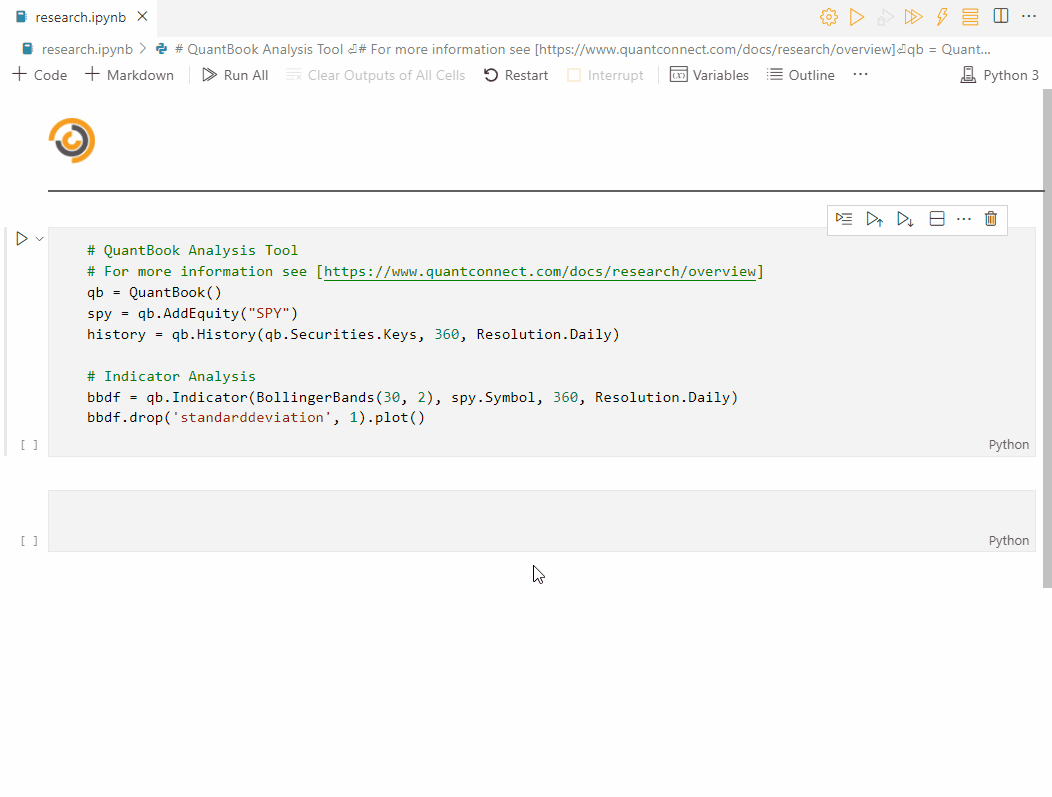 research.ipynb
research.ipynb > # QuantBook Analysis Tool ⏎# For more information see [https://www.quantconnect.com/docs/research/overview]⏎qb = Quant...
+ Code + Markdown Run All Clear Outputs of All Cells Restart Interrupt Variables Outline ... Python 3
# QuantBook Analysis Tool
# For more information see [https://www.quantconnect.com/docs/research/overview]
qb = QuantBook()
spy = qb.AddEquity("SPY")
history = qb.History(qb.Securities.Keys, 360, Resolution.Daily)
# Indicator Analysis
bbdf = qb.Indicator(BollingerBands(30, 2), spy.Symbol, 360, Resolution.Daily)
bbdf.drop('standarddeviation', 1).plot()
[ ] Python
[ ] Python